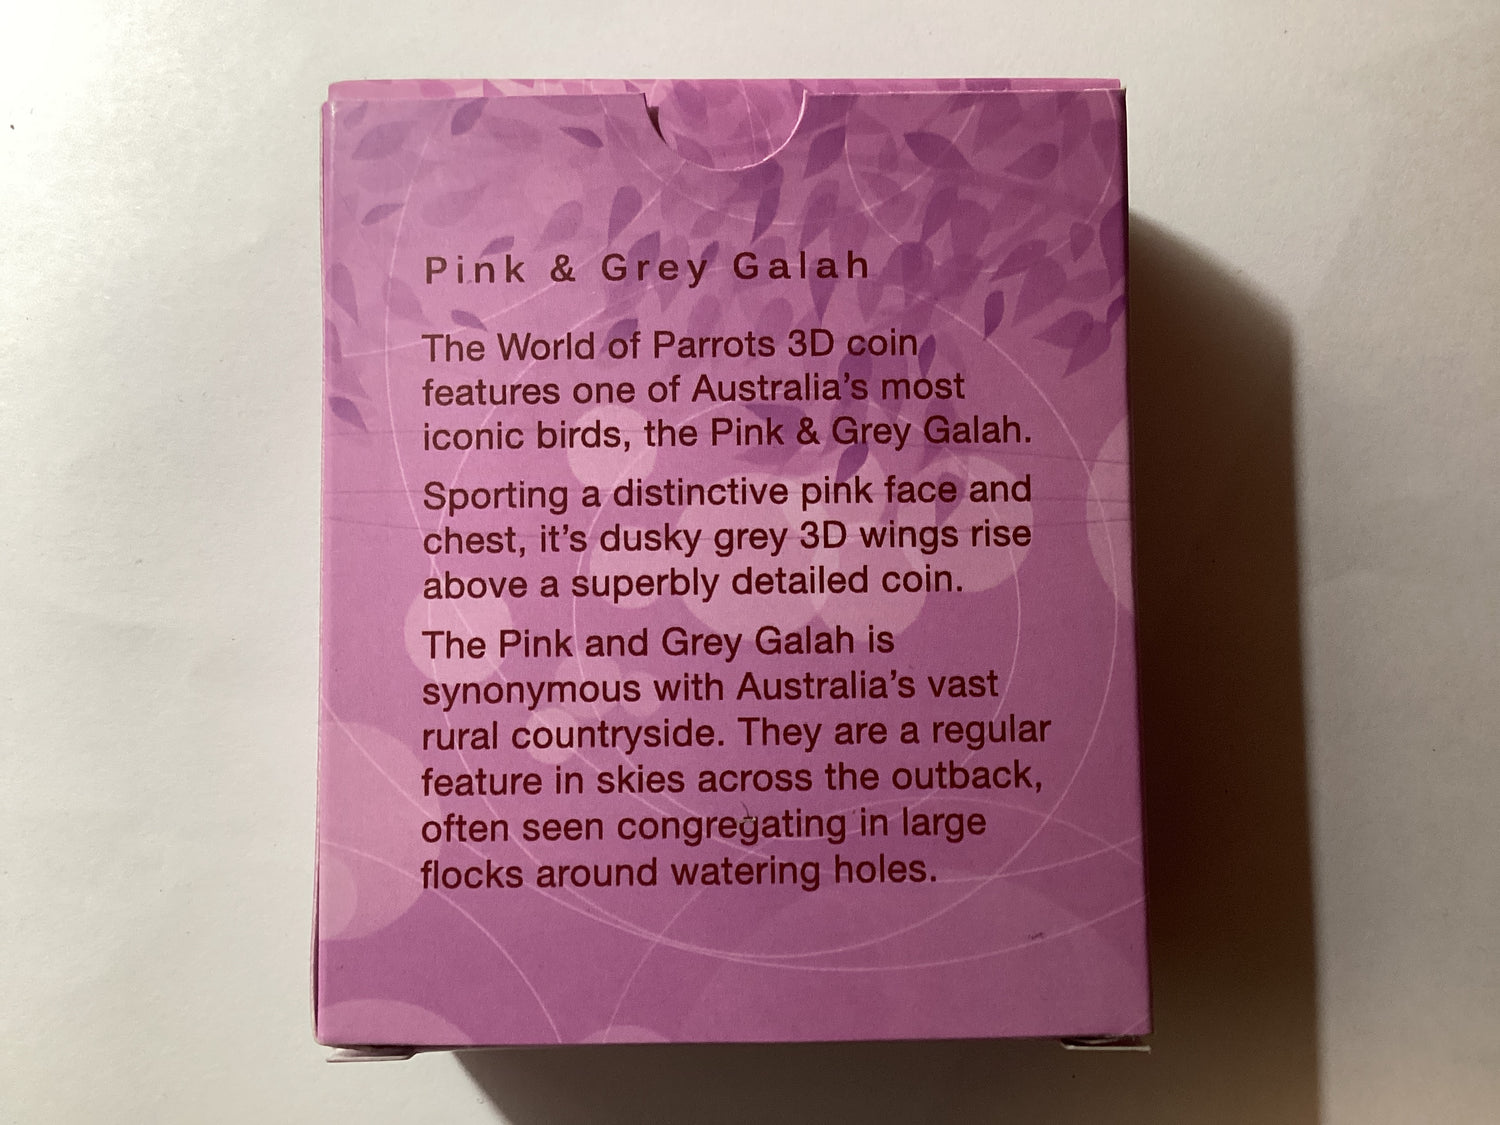 Pink & Grey Galah
The World of Parrots 3D coin
features one of Australia's most
iconic birds, the Pink & Grey Galah.
Sporting a distinctive pink face and
chest, it's dusky grey 3D wings rise
above a superbly detailed coin.
The Pink and Grey Galah is
synonymous with Australia's vast
rural countryside. They are a regular
feature in skies across the outback,
often seen congregating in large
flocks around watering holes.